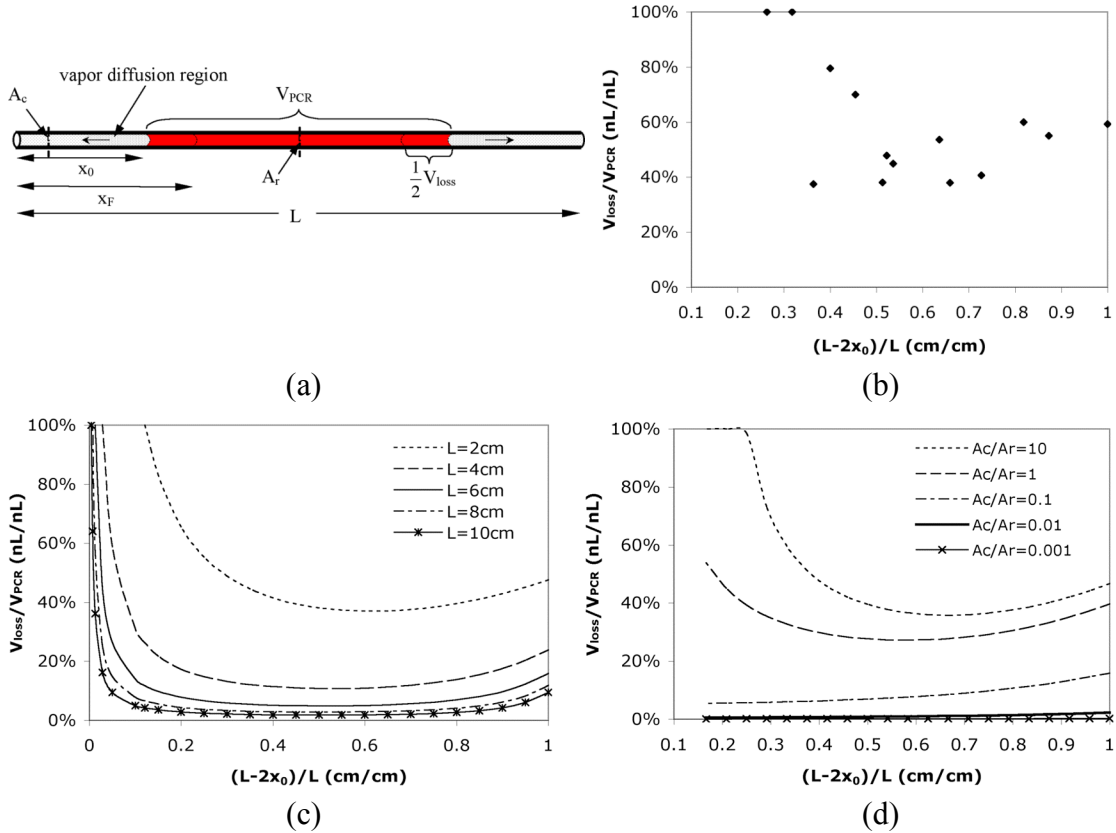 vapor diffusion region
A_c
V_PCR
x_0
A_r
1/2 V_loss
x_F
L
(a)
100%
80%
60%
40%
20%
0%
V_loss/V_PCR (nL/nL)
0.1 0.2 0.3 0.4 0.5 0.6 0.7 0.8 0.9 1
(L-2x_0)/L (cm/cm)
(b)
100%
80%
60%
40%
20%
0%
V_loss/V_PCR (nL/nL)
L=2cm
L=4cm
L=6cm
L=8cm
L=10cm
0 0.2 0.4 0.6 0.8 1
(L-2x_0)/L (cm/cm)
(c)
100%
80%
60%
40%
20%
0%
V_loss/V_PCR (nL/nL)
Ac/Ar=10
Ac/Ar=1
Ac/Ar=0.1
Ac/Ar=0.01
Ac/Ar=0.001
0.1 0.2 0.3 0.4 0.5 0.6 0.7 0.8 0.9 1
(L-2x_0)/L (cm/cm)
(d)